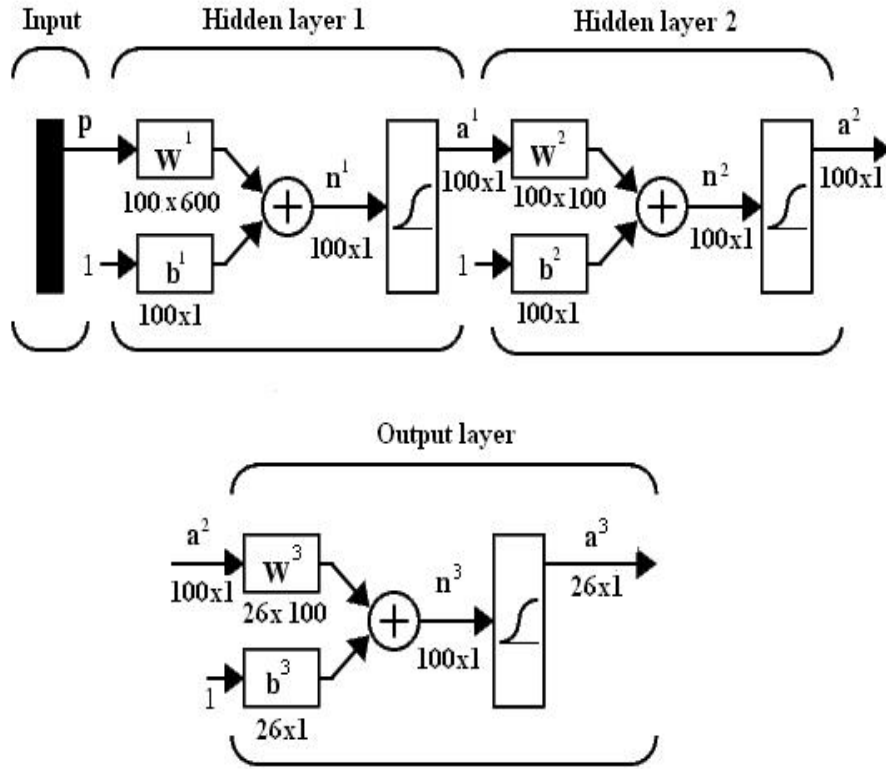 Input
Hidden layer 1
Hidden layer 2
p
W¹
100 x 600
1
b¹
100x1
n¹
100x1
a¹
100x1
W²
100x100
1
b²
100x1
n²
100x1
a²
100x1
Output layer
a²
100x1
W³
26x100
1
b³
26x1
n³
100x1
a³
26x1